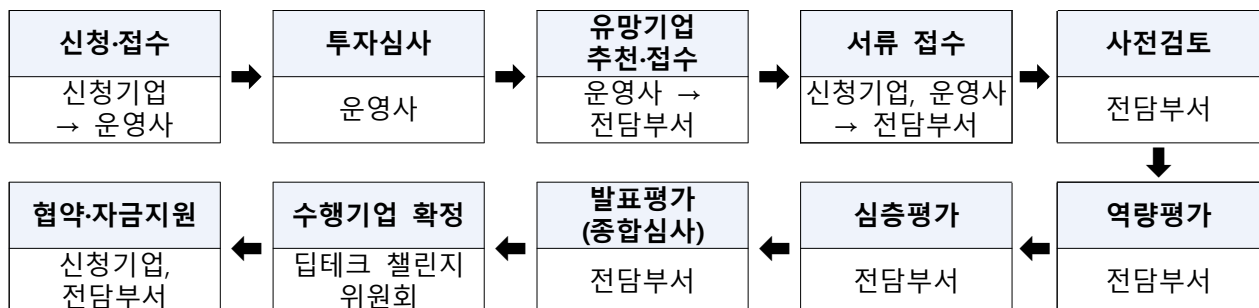 신청·접수
신청기업
→ 운영사
투자심사
운영사
유망기업
추천·접수
운영사 →
전담부서
서류 접수
신청기업, 운영사
→ 전담부서
사전검토
전담부서
역량평가
전담부서
심층평가
전담부서
발표평가
(종합심사)
전담부서
수행기업 확정
딥테크 챌린지
위원회
협약·자금지원
신청기업,
전담부서